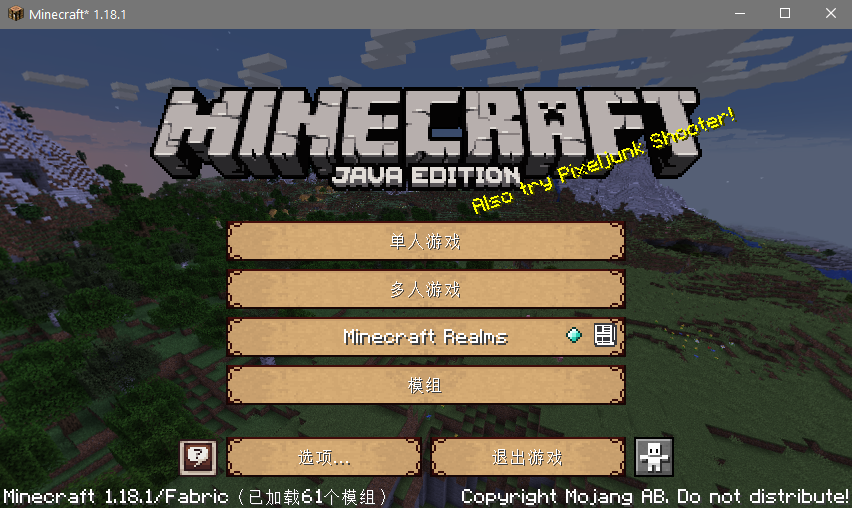 Minecraft* 1.18.1
MINECRAFT
JAVA EDITION
Also try PixelJunk Shooter!
单人游戏
多人游戏
Minecraft Realms
模组
选项...
退出游戏
Minecraft 1.18.1/Fabric（已加载61个模组）
Copyright Mojang AB. Do not distribute!